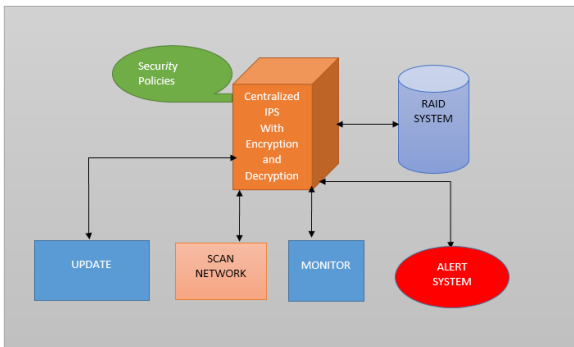 Security
Policies
Centralized
IPS
With
Encryption
and
Decryption
RAID
SYSTEM
UPDATE
SCAN
NETWORK
MONITOR
ALERT
SYSTEM